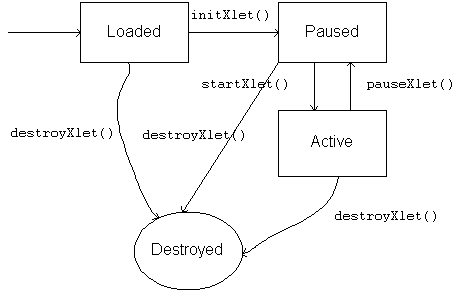 initXlet()
Loaded
Paused
startXlet()
pauseXlet()
destroyXlet()
destroyXlet()
Active
destroyXlet()
Destroyed